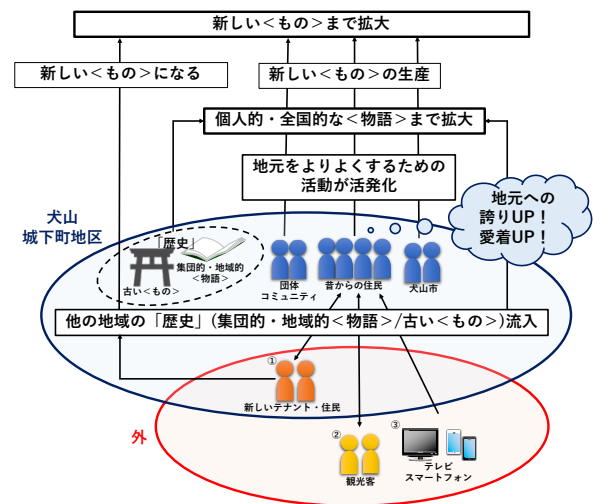 新しい＜もの＞まで拡大
新しい＜もの＞になる
新しい＜もの＞の生産
個人的・全国的な＜物語＞まで拡大
地元をよりよくするための
活動が活発化
地元への
誇りUP！
愛着UP！
犬山
城下町地区
「歴史」
集団的・地域的
＜物語＞
古い＜もの＞
団体
コミュニティ
昔からの住民
犬山市
他の地域の「歴史」(集団的・地域的＜物語＞/古い＜もの＞)流入
①
新しいテナント・住民
外
②
観光客
③
テレビ
スマートフォン